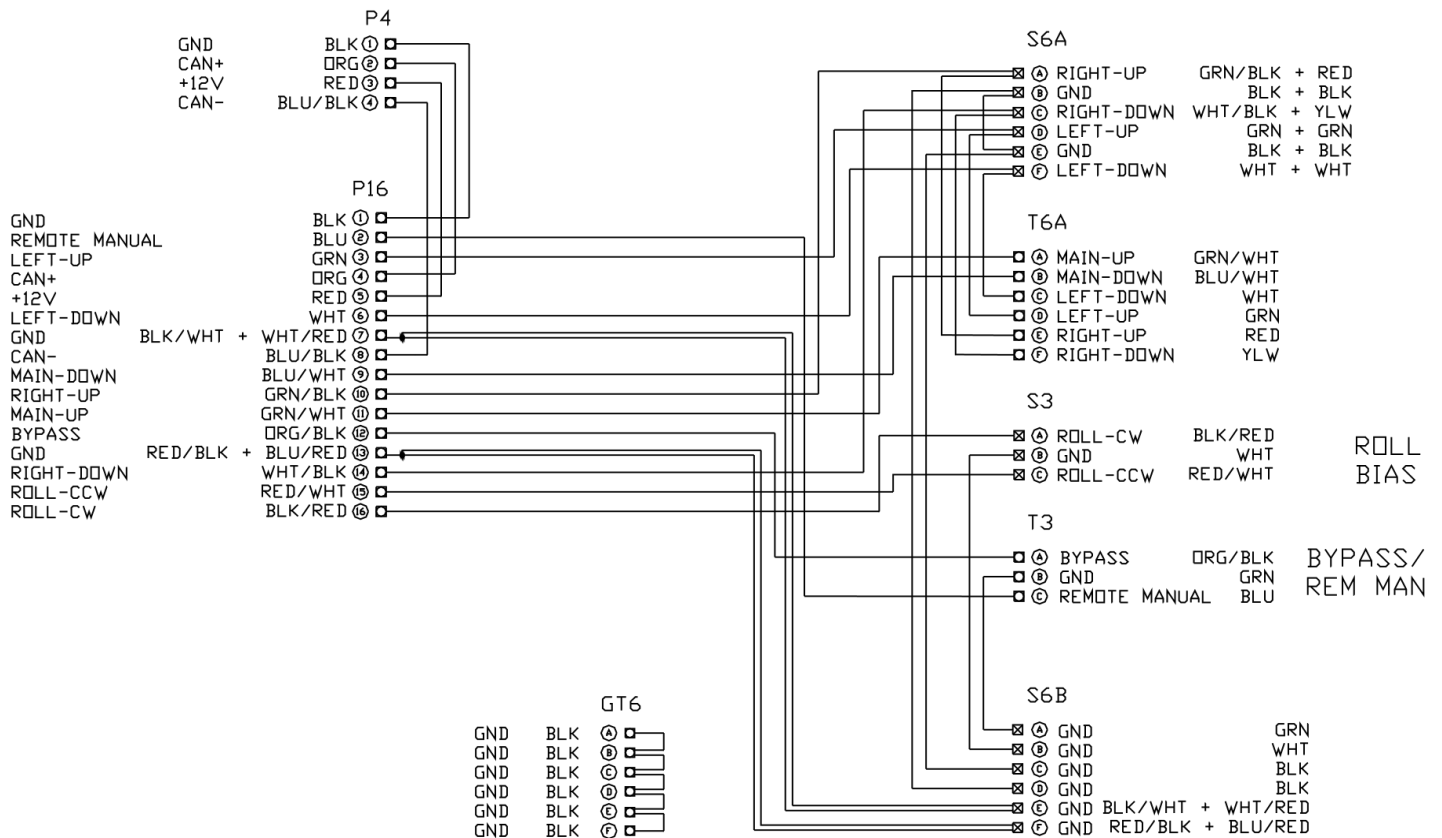 P4
GND BLK 1
CAN+ ORG 2
+12V RED 3
CAN- BLU/BLK 4
P16
GND BLK 1
REMOTE MANUAL BLU 2
LEFT-UP GRN 3
CAN+ ORG 4
+12V RED 5
LEFT-DOWN WHT 6
GND BLK/WHT + WHT/RED 7
CAN- BLU/BLK 8
MAIN-DOWN BLU/WHT 9
RIGHT-UP GRN/BLK 10
MAIN-UP GRN/WHT 11
BYPASS ORG/BLK 12
GND RED/BLK + BLU/RED 13
RIGHT-DOWN WHT/BLK 14
ROLL-CCW RED/WHT 15
ROLL-CW BLK/RED 16
GT6
GND BLK A
GND BLK B
GND BLK C
GND BLK D
GND BLK E
GND BLK F
S6A
A RIGHT-UP GRN/BLK + RED
B GND BLK + BLK
C RIGHT-DOWN WHT/BLK + YLW
D LEFT-UP GRN + GRN
E GND BLK + BLK
F LEFT-DOWN WHT + WHT
T6A
A MAIN-UP GRN/WHT
B MAIN-DOWN BLU/WHT
C LEFT-DOWN WHT
D LEFT-UP GRN
E RIGHT-UP RED
F RIGHT-DOWN YLW
S3
A ROLL-CW BLK/RED
B GND WHT
C ROLL-CCW RED/WHT
ROLL
BIAS
T3
A BYPASS ORG/BLK
B GND GRN
C REMOTE MANUAL BLU
BYPASS/
REM MAN
S6B
A GND GRN
B GND WHT
C GND BLK
D GND BLK
E GND BLK/WHT + WHT/RED
F GND RED/BLK + BLU/RED